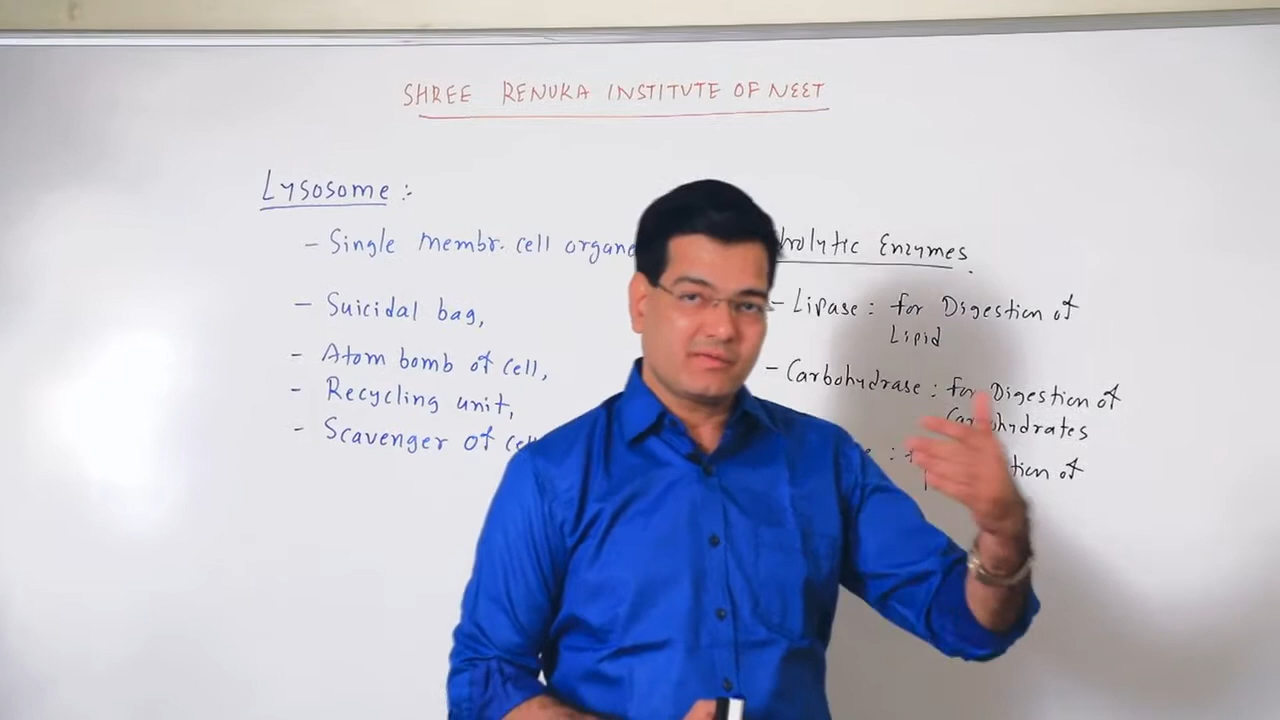 SHREE RENUKA INSTITUTE OF NEET
Lysosome :-
- Single membr. cell organe
- Suicidal bag,
- Atom bomb of cell,
- Recycling unit,
- Scavenger of cell
rolytic Enzymes.
- Lipase : for Digestion of
Lipid
- Carbohydrase : for Digestion of
Carbohydrates
: tion of